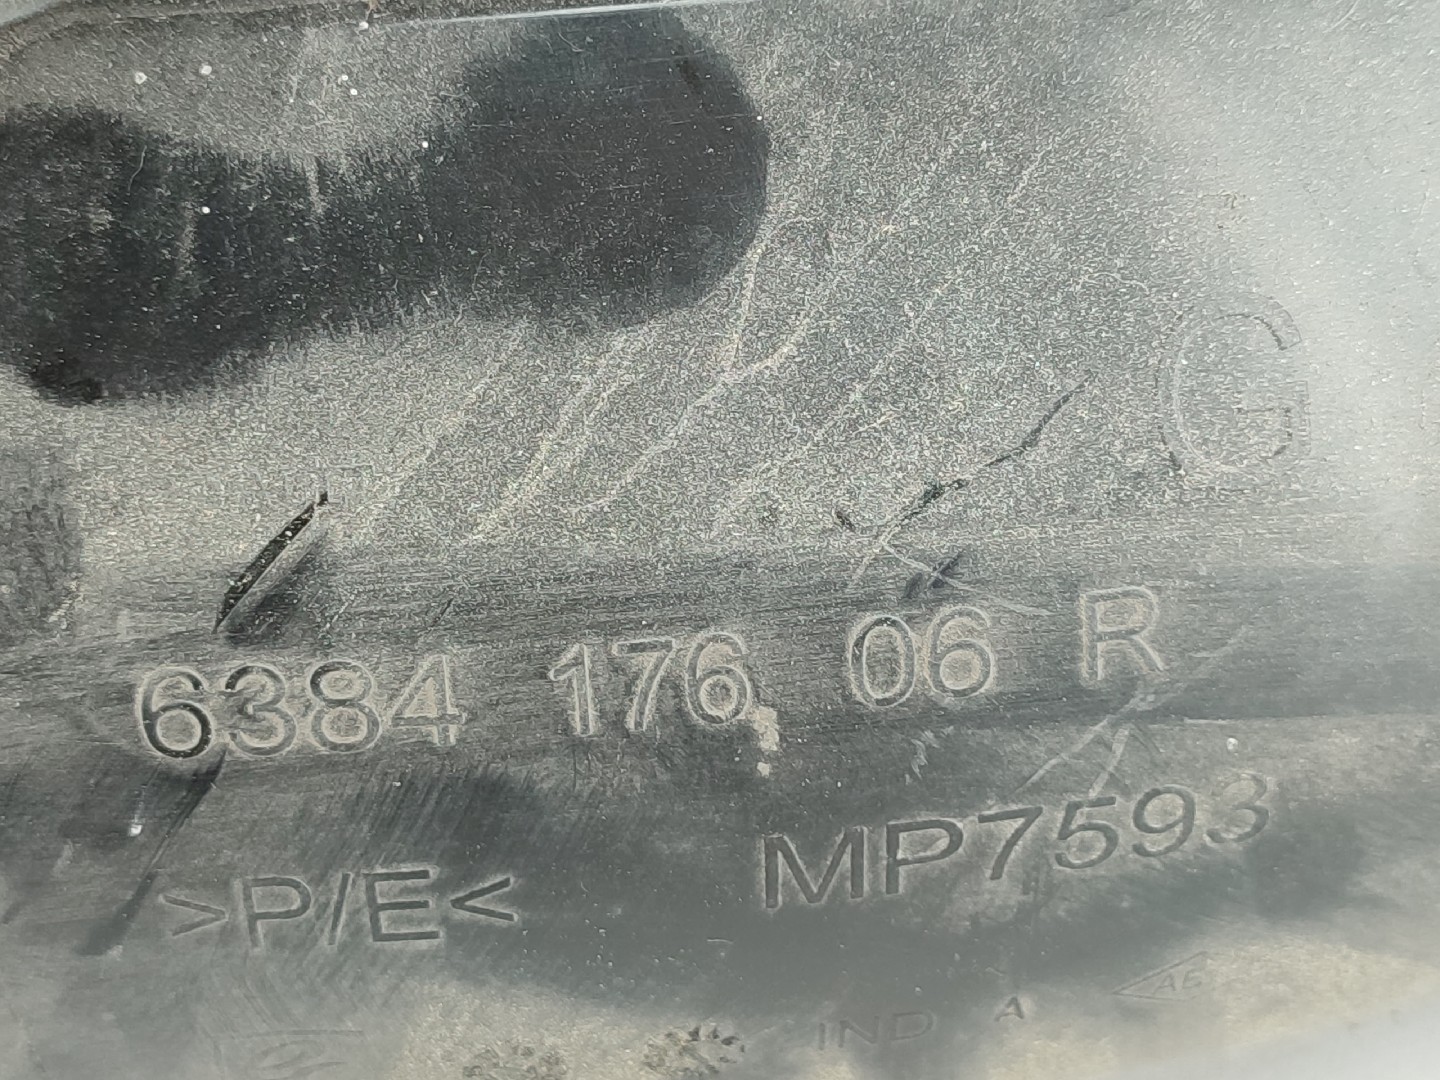 G
6384 176 06 R
>P/E< MP7593
IND A